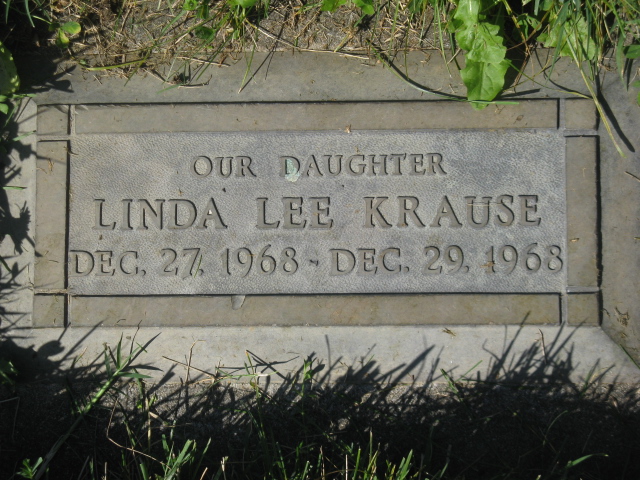 OUR DAUGHTER
LINDA LEE KRAUSE
DEC. 27, 1968 - DEC. 29, 1968